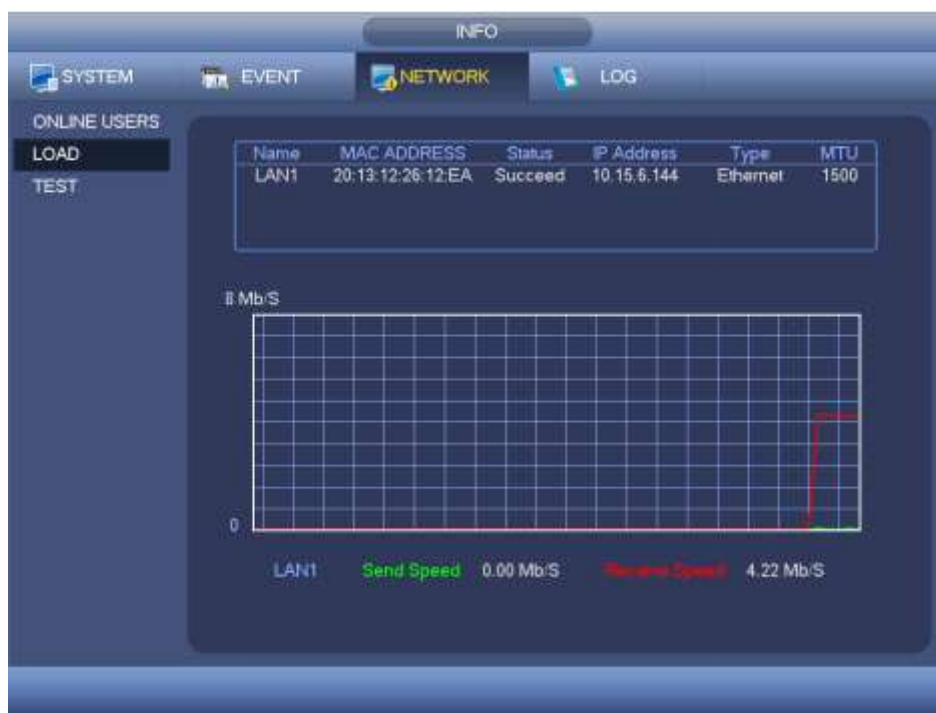 INFO
SYSTEM EVENT NETWORK LOG
ONLINE USERS
LOAD
TEST
Name MAC ADDRESS Status IP Address Type MTU
LAN1 20:13:12:26:12:EA Succeed 10.15.6.144 Ethernet 1500
8 Mb/S
0
LAN1 Send Speed 0.00 Mb/S Receive Speed 4.22 Mb/S